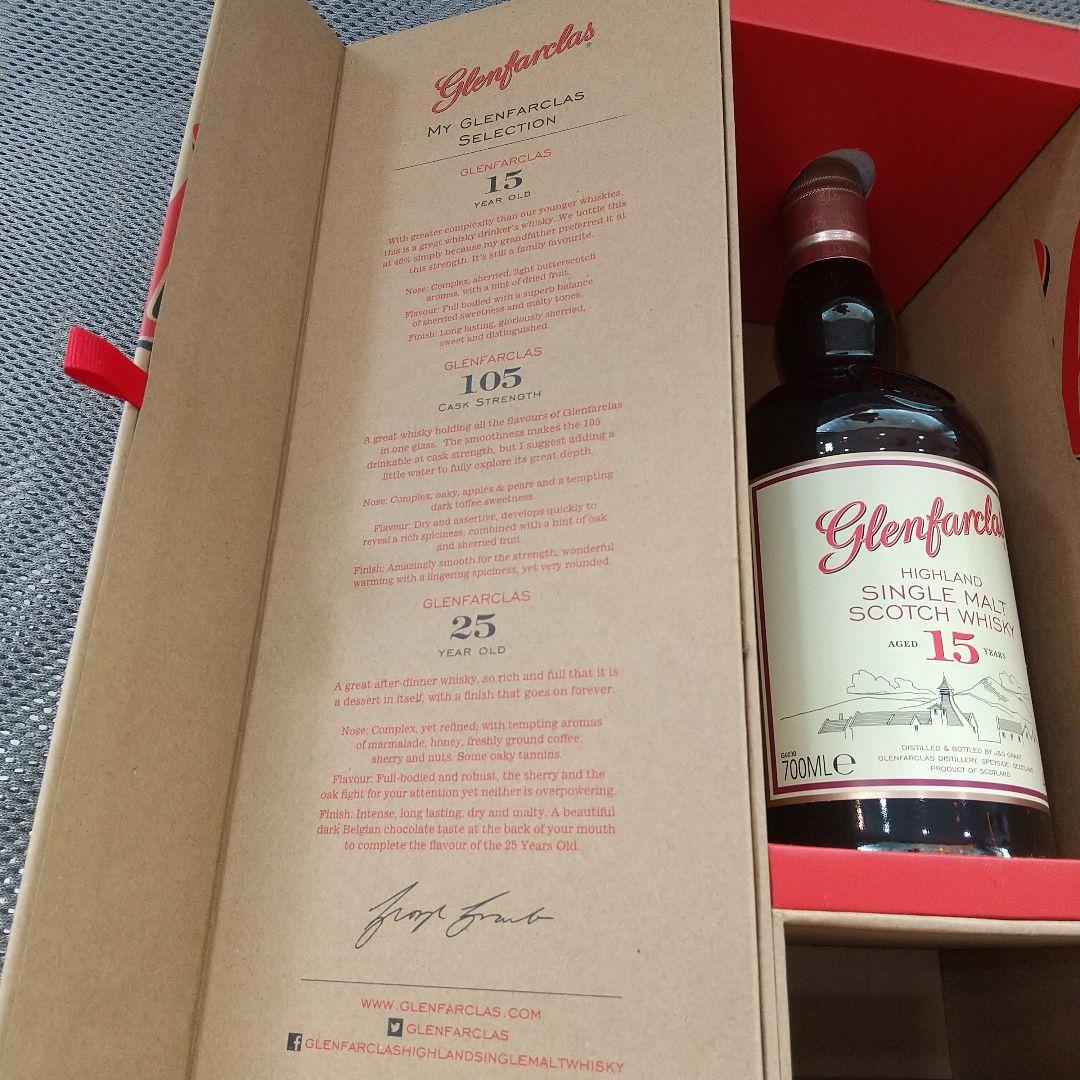 Glenfarclas
MY GLENFARCLAS
SELECTION
GLENFARCLAS
15
YEAR OLD
With greater complexity than our younger whiskies,
this is a great whisky drinker's whisky. We bottle this
at 46% simply because my grandfather preferred it at
this strength. It's still a family favourite.
Nose: Complex, sherried, light butterscotch
aromas, with a hint of dried fruit.
Flavour: Full bodied with a superb balance
of sherried sweetness and malty tones.
Finish: Long lasting, gloriously sherried,
sweet and distinguished.
GLENFARCLAS
105
CASK STRENGTH
A great whisky holding all the flavours of Glenfarclas
in one glass. The smoothness makes the 105
drinkable at cask strength, but I suggest adding a
little water to fully explore its great depth.
Nose: Complex, oaky, apples & pears and a tempting
dark toffee sweetness.
Flavour: Dry and assertive, develops quickly to
reveal a rich spiciness, combined with a hint of oak
and sherried fruit.
Finish: Amazingly smooth for the strength, wonderful
warming with a lingering spiciness, yet very rounded.
GLENFARCLAS
25
YEAR OLD
A great after-dinner whisky, so rich and full that it is
a dessert in itself, with a finish that goes on forever.
Nose: Complex, yet refined, with tempting aromas
of marmalade, honey, freshly ground coffee,
sherry and nuts. Some oaky tannins.
Flavour: Full-bodied and robust, the sherry and the
oak fight for your attention yet neither is overpowering.
Finish: Intense, long lasting, dry and malty. A beautiful
dark Belgian chocolate taste at the back of your mouth
to complete the flavour of the 25 Years Old.
WWW.GLENFARCLAS.COM
GLENFARCLAS
GLENFARCLASHIGHLANDSINGLEMALTWHISKY
Glenfarclas
HIGHLAND
SINGLE MALT
SCOTCH WHISKY
AGED 15 YEARS
700MLe
DISTILLED & BOTTLED BY J&G GRANT
GLENFARCLAS DISTILLERY, SPEYSIDE, SCOTLAND
PRODUCT OF SCOTLAND